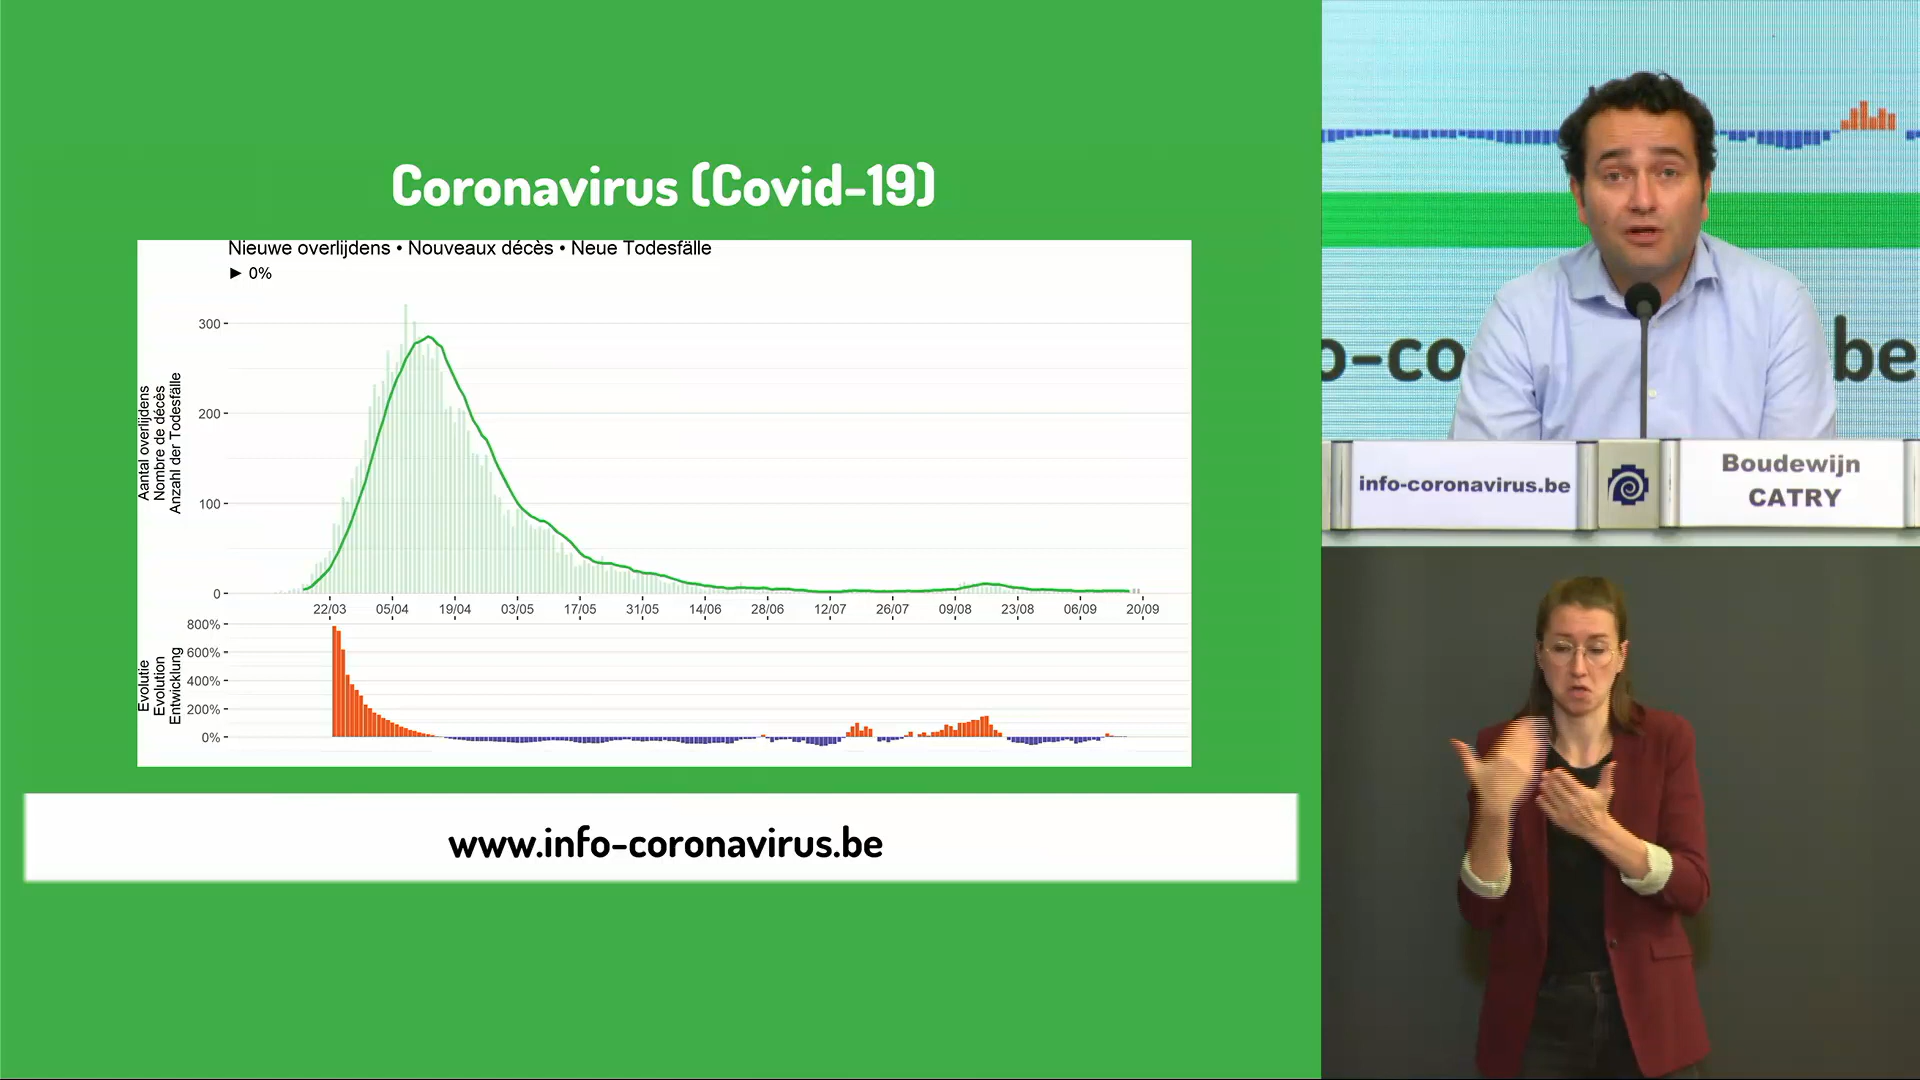 Coronavirus (Covid-19)
Nieuwe overlijdens • Nouveaux décès • Neue Todesfälle
► 0%
Aantal overlijdens
Nombre de décès
Anzahl der Todesfälle
300
200
100
0
22/03 05/04 19/04 03/05 17/05 31/05 14/06 28/06 12/07 26/07 09/08 23/08 06/09 20/09
Evolutie
Evolution
Entwicklung
800%
600%
400%
200%
0%
www.info-coronavirus.be
o-co
be
info-coronavirus.be
Boudewijn
CATRY